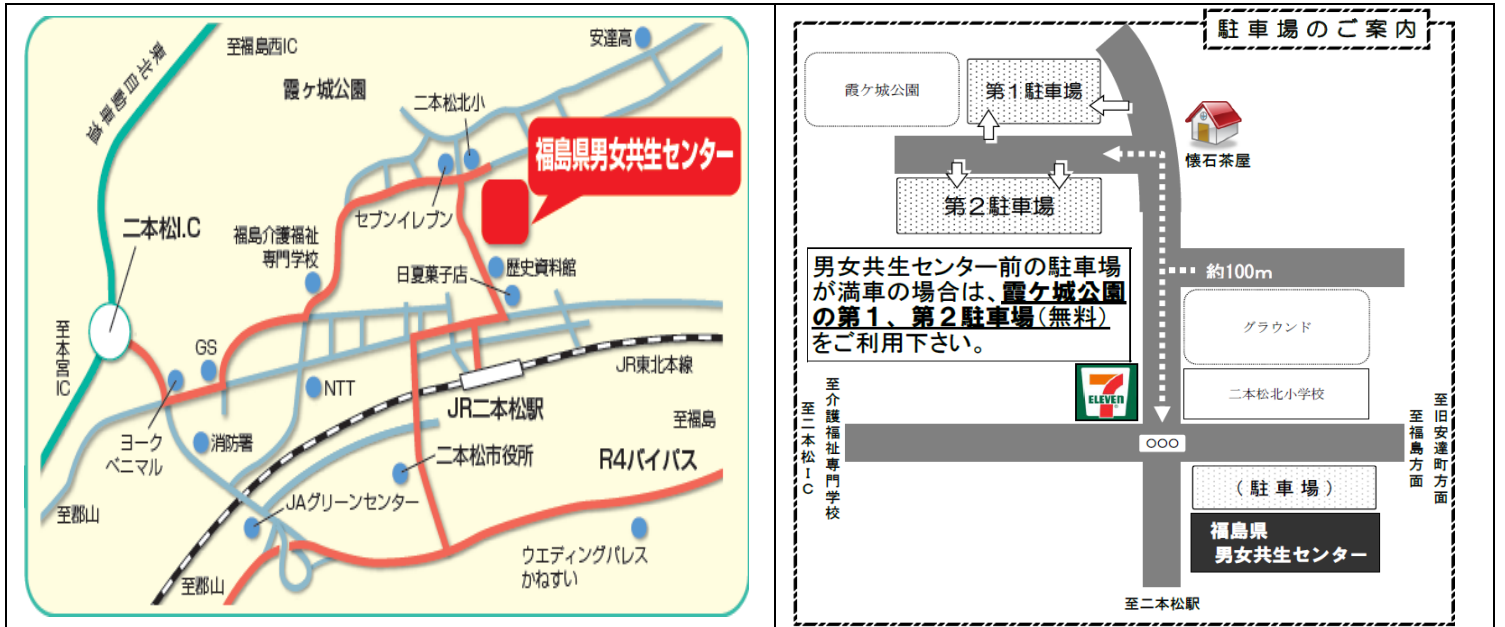 東北自動車道
至福島西IC
安達高
霞ヶ城公園
二本松北小
福島県男女共生センター
セブンイレブン
二本松I.C
福島介護福祉
専門学校
歴史資料館
日夏菓子店
至本宮IC
GS
NTT
JR東北本線
JR二本松駅
至福島
ヨーク
ベニマル
消防署
二本松市役所
R4バイパス
至郡山
JAグリーンセンター
ウエディングパレス
かねすい
至郡山
駐車場のご案内
霞ケ城公園
第1駐車場
懐石茶屋
第2駐車場
約100m
男女共生センター前の駐車場
が満車の場合は、霞ケ城公園
の第1、第2駐車場(無料)
をご利用下さい。
グラウンド
7
ELEVEN
二本松北小学校
至介護福祉専門学校
至二本松IC
至旧安達町方面
至福島方面
(駐車場)
福島県
男女共生センター
至二本松駅